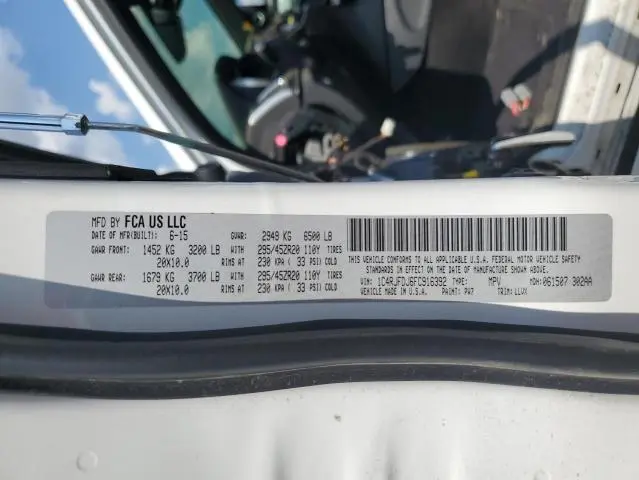 MFD BY FCA US LLC
DATE OF MFR(BUILT): 6-15 GVWR: 2949 KG 6500 LB
GAWR FRONT: 1452 KG 3200 LB WITH 295/45ZR20 110Y TIRES
20X10.0 RIMS AT 230 KPA ( 33 PSI) COLD
GAWR REAR: 1679 KG 3700 LB WITH 295/45ZR20 110Y TIRES
20X10.0 RIMS AT 230 KPA ( 33 PSI) COLD
THIS VEHICLE CONFORMS TO ALL APPLICABLE U.S.A. FEDERAL MOTOR VEHICLE SAFETY
STANDARDS IN EFFECT ON THE DATE OF MANUFACTURE SHOWN ABOVE.
VIN: 1C4RJFDJ6FC916392 TYPE: MPV MDH: 061507 302AA
PAINT: PW7 TRIM: LLVX